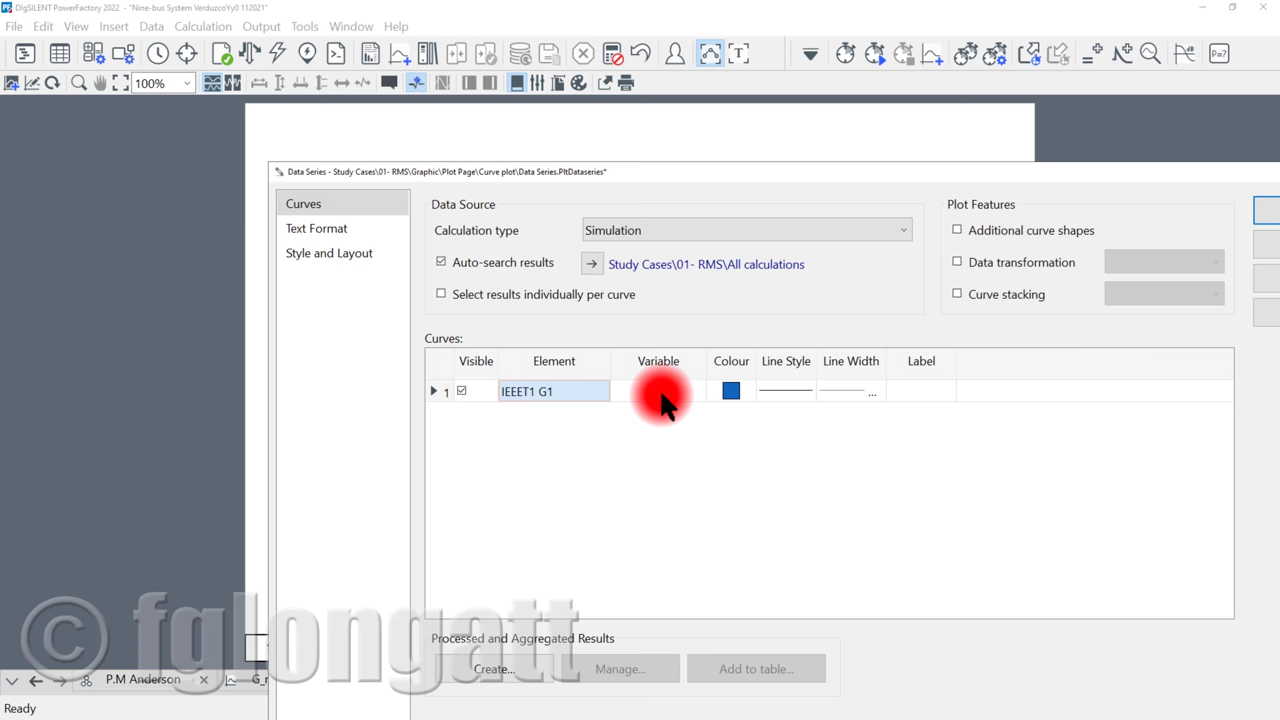 DIgSILENT PowerFactory 2022 - "Nine-bus System VerduzcoYy0 112021"
File Edit View Insert Data Calculation Output Tools Window Help
T P=?
100%
Data Series - Study Cases\01- RMS\Graphic\Plot Page\Curve plot\Data Series.PltDataseries*
Curves
Text Format
Style and Layout
Data Source
Calculation type Simulation
Auto-search results Study Cases\01- RMS\All calculations
Select results individually per curve
Plot Features
Additional curve shapes
Data transformation
Curve stacking
Curves:
Visible Element Variable Colour Line Style Line Width Label
1 IEEET1 G1 ...
Processed and Aggregated Results
Create... Manage... Add to table...
© fglongatt
P.M Anderson
Ready